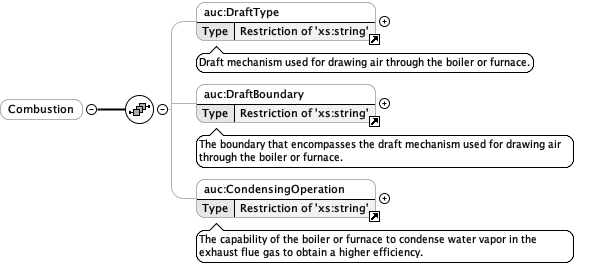 auc:DraftType
Type Restriction of 'xs:string'
Draft mechanism used for drawing air through the boiler or furnace.
Combustion
auc:DraftBoundary
Type Restriction of 'xs:string'
The boundary that encompasses the draft mechanism used for drawing air
through the boiler or furnace.
auc:CondensingOperation
Type Restriction of 'xs:string'
The capability of the boiler or furnace to condense water vapor in the
exhaust flue gas to obtain a higher efficiency.